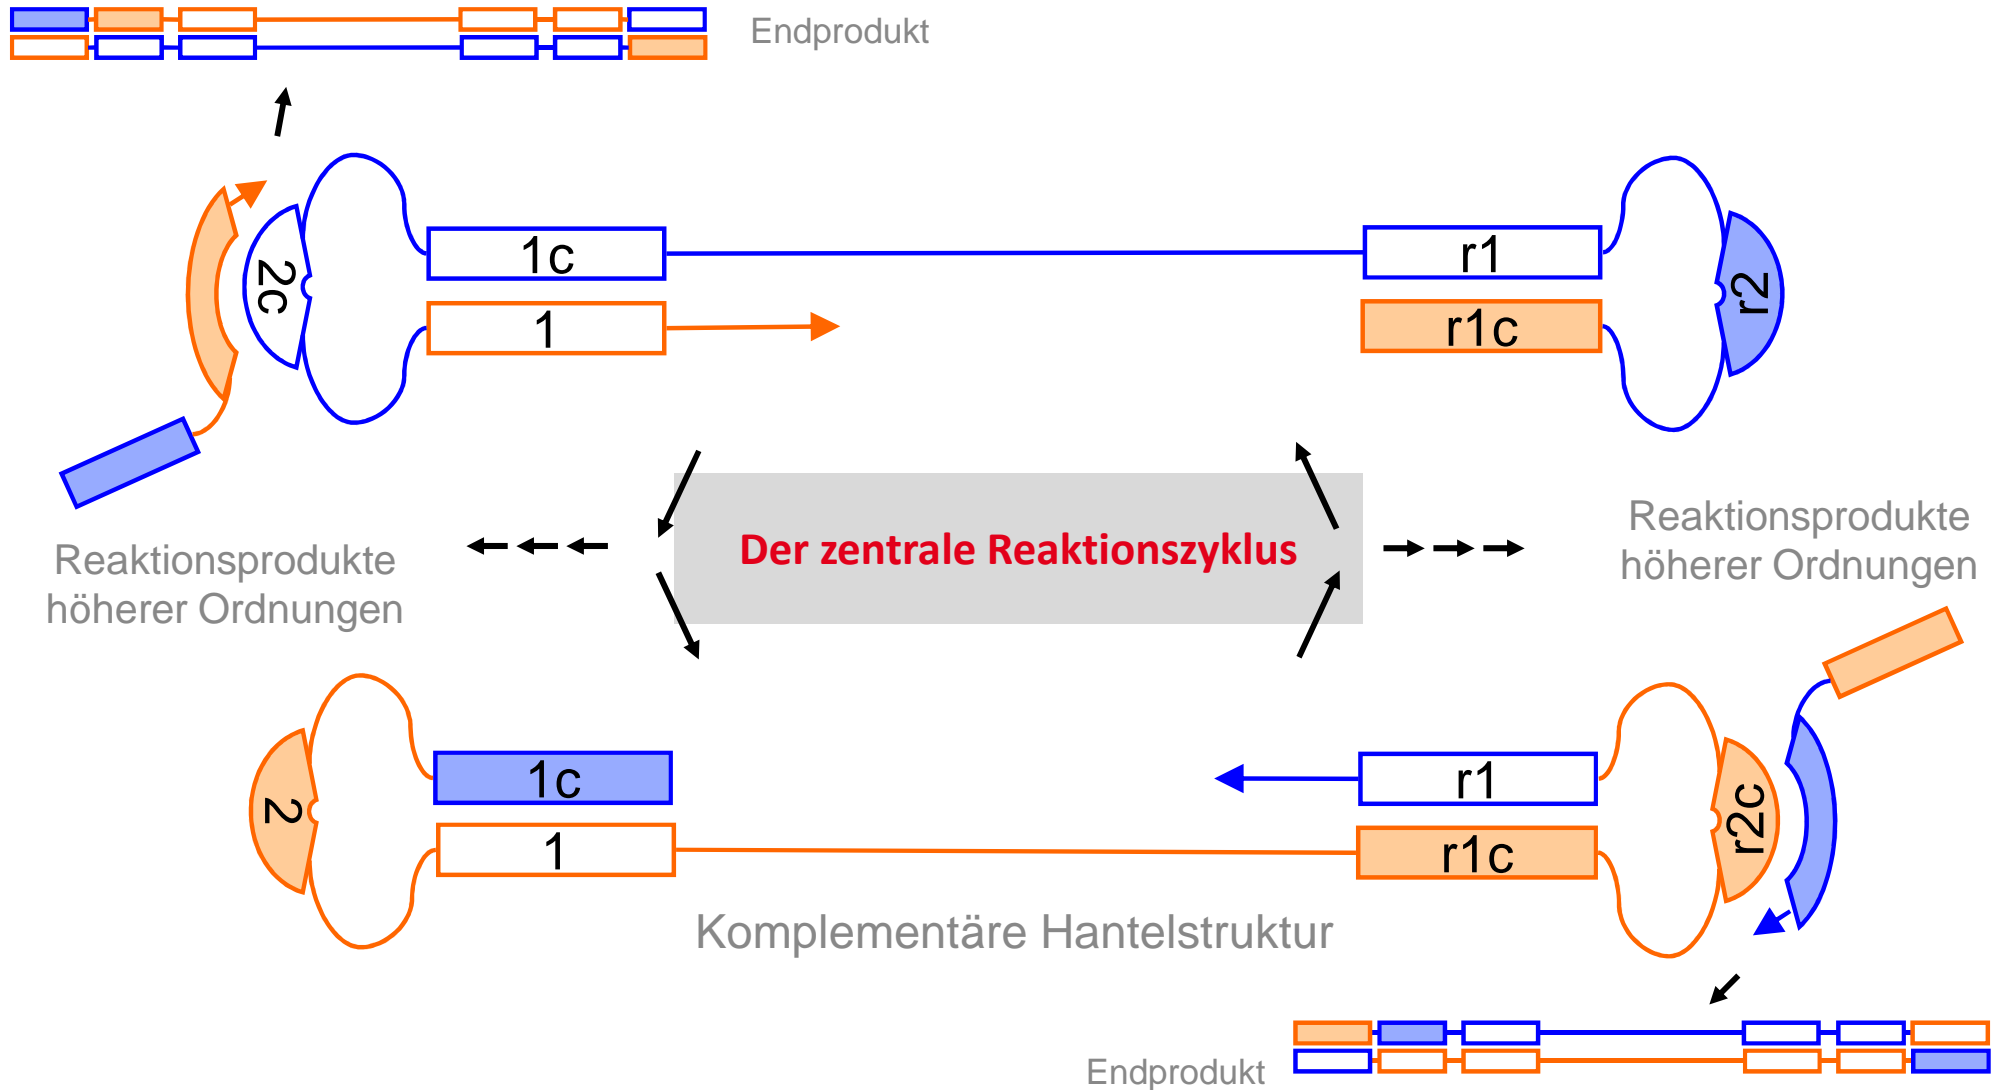 Endprodukt
2c
1c
1
r1
r1c
r2
Der zentrale Reaktionszyklus
Reaktionsprodukte
höherer Ordnungen
Reaktionsprodukte
höherer Ordnungen
2
1c
1
r1
r1c
r2c
Komplementäre Hantelstruktur
Endprodukt